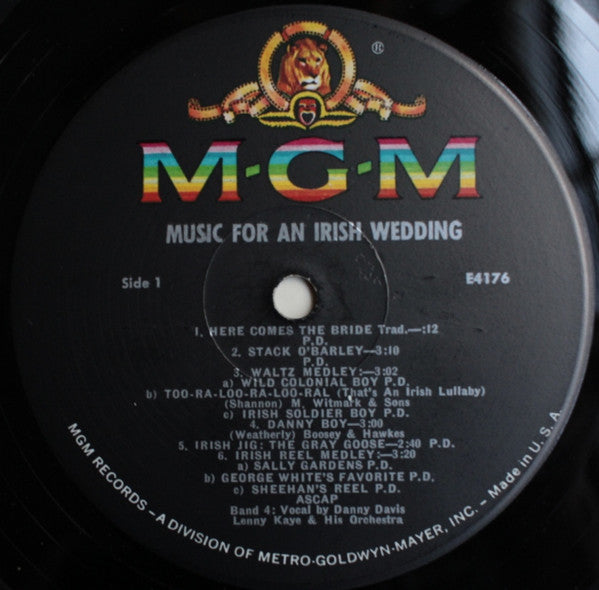 ®
M-G-M
MUSIC FOR AN IRISH WEDDING
Side 1
E4176
1. HERE COMES THE BRIDE Trad.—:12
P.D.
2. STACK O'BARLEY—3:10
P.D.
3. WALTZ MEDLEY:—3:02
a) WILD COLONIAL BOY P.D.
b) TOO-RA-LOO-RA-LOO-RAL (That's An Irish Lullaby)
(Shannon) M. Witmark & Sons
c) IRISH SOLDIER BOY P.D.
4. DANNY BOY—3:00
(Weatherly) Boosey & Hawkes
5. IRISH JIG: THE GRAY GOOSE—2:40 P.D.
6. IRISH REEL MEDLEY:—3:20
a) SALLY GARDENS P.D.
b) GEORGE WHITE'S FAVORITE P.D.
c) SHEEHAN'S REEL P.D.
ASCAP
Band 4: Vocal by Danny Davis
Lenny Kaye & His Orchestra
MGM RECORDS – A DIVISION OF METRO-GOLDWYN-MAYER, INC. – Made in U. S. A.